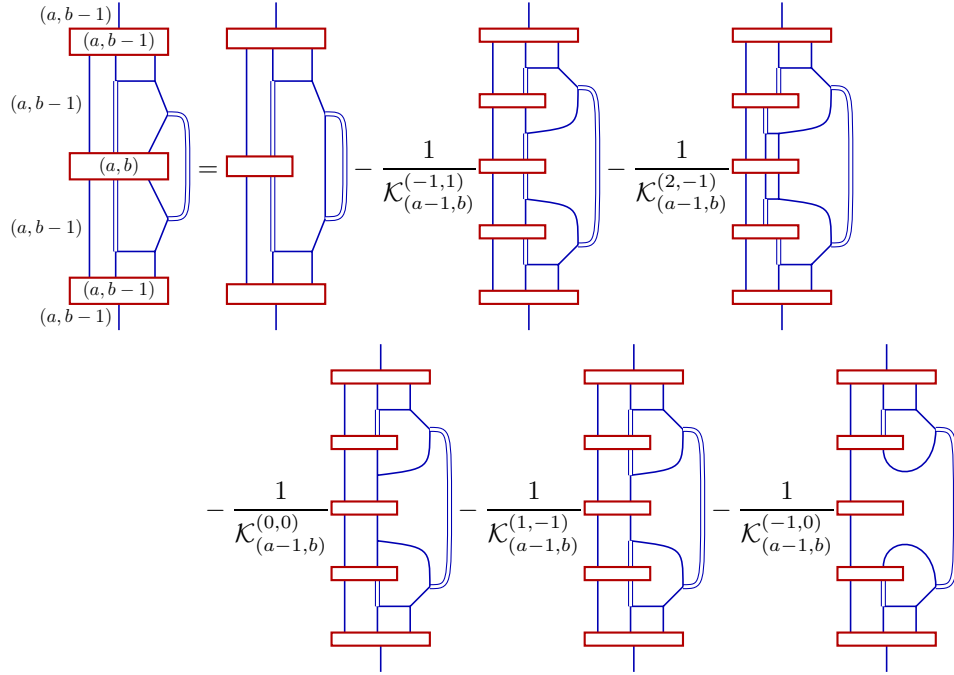 (a, b − 1)
(a, b − 1)
(a, b − 1)
(a, b)
= − 1/𝒦^{(−1,1)}_{(a−1,b)} − 1/𝒦^{(2,−1)}_{(a−1,b)}
(a, b − 1)
(a, b − 1)
(a, b − 1)
− 1/𝒦^{(0,0)}_{(a−1,b)} − 1/𝒦^{(1,−1)}_{(a−1,b)} − 1/𝒦^{(−1,0)}_{(a−1,b)}